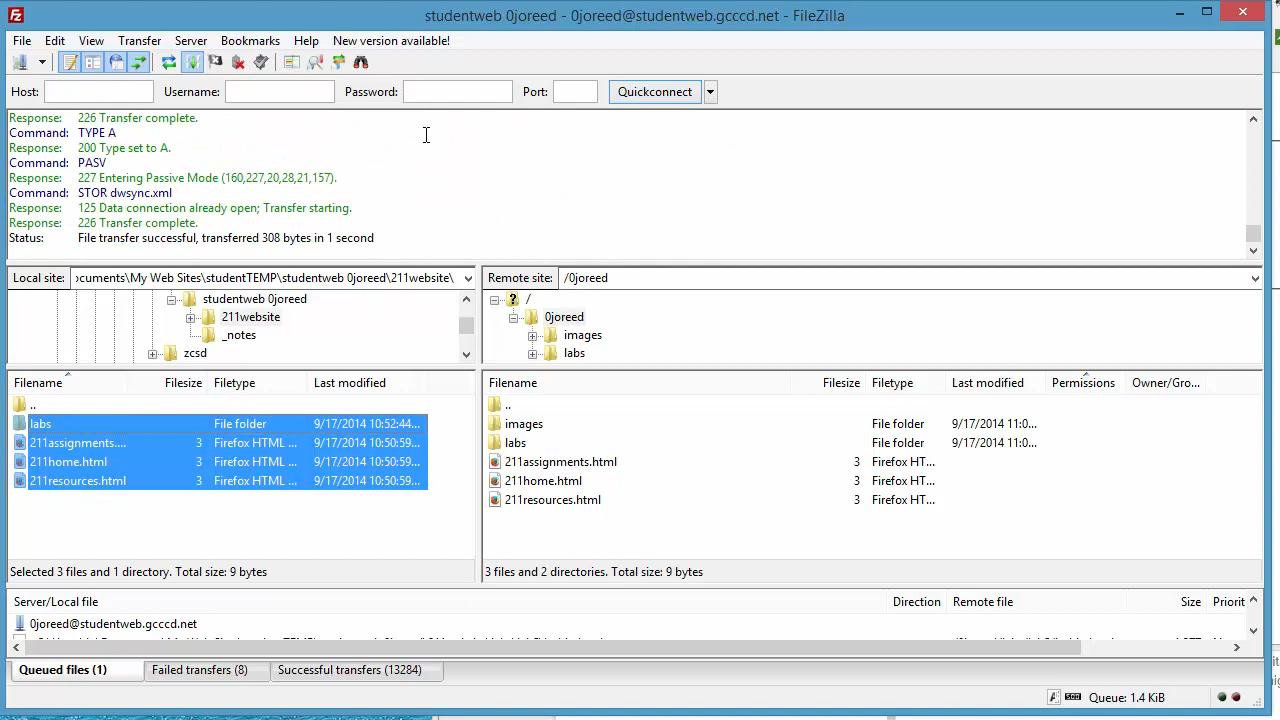 studentweb 0joreed - 0joreed@studentweb.gcccd.net - FileZilla
File Edit View Transfer Server Bookmarks Help New version available!
Host: Username: Password: Port: Quickconnect
Response: 226 Transfer complete.
Command: TYPE A
Response: 200 Type set to A.
Command: PASV
Response: 227 Entering Passive Mode (160,227,20,28,21,157).
Command: STOR dwsync.xml
Response: 125 Data connection already open; Transfer starting.
Response: 226 Transfer complete.
Status: File transfer successful, transferred 308 bytes in 1 second
Local site: ocuments\My Web Sites\studentTEMP\studentweb 0joreed\211website\
studentweb 0joreed
211website
_notes
zcsd
Remote site: /0joreed
/
0joreed
images
labs
Filename Filesize Filetype Last modified
..
labs File folder 9/17/2014 10:52:44...
211assignments.... 3 Firefox HTML ... 9/17/2014 10:50:59...
211home.html 3 Firefox HTML ... 9/17/2014 10:50:59...
211resources.html 3 Firefox HTML ... 9/17/2014 10:50:59...
Selected 3 files and 1 directory. Total size: 9 bytes
Filename Filesize Filetype Last modified Permissions Owner/Gro...
..
images File folder 9/17/2014 11:0...
labs File folder 9/17/2014 11:0...
211assignments.html 3 Firefox HT...
211home.html 3 Firefox HT...
211resources.html 3 Firefox HT...
3 files and 2 directories. Total size: 9 bytes
Server/Local file Direction Remote file Size Priorit
0joreed@studentweb.gcccd.net
Queued files (1) Failed transfers (8) Successful transfers (13284)
Queue: 1.4 KiB